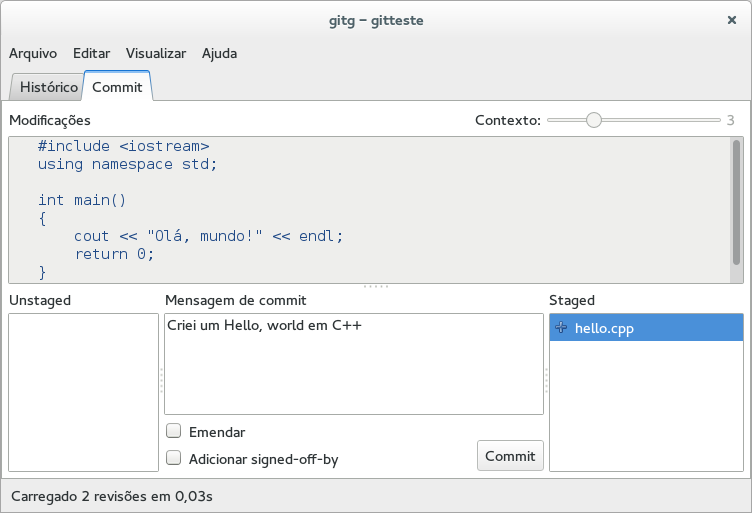 gitg – gitteste
Arquivo Editar Visualizar Ajuda
Histórico Commit
Modificações Contexto: 3
#include <iostream>
using namespace std;
int main()
{
cout << "Olá, mundo!" << endl;
return 0;
}
Unstaged Mensagem de commit Staged
Criei um Hello, world em C++ hello.cpp
Emendar
Adicionar signed-off-by Commit
Carregado 2 revisões em 0,03s